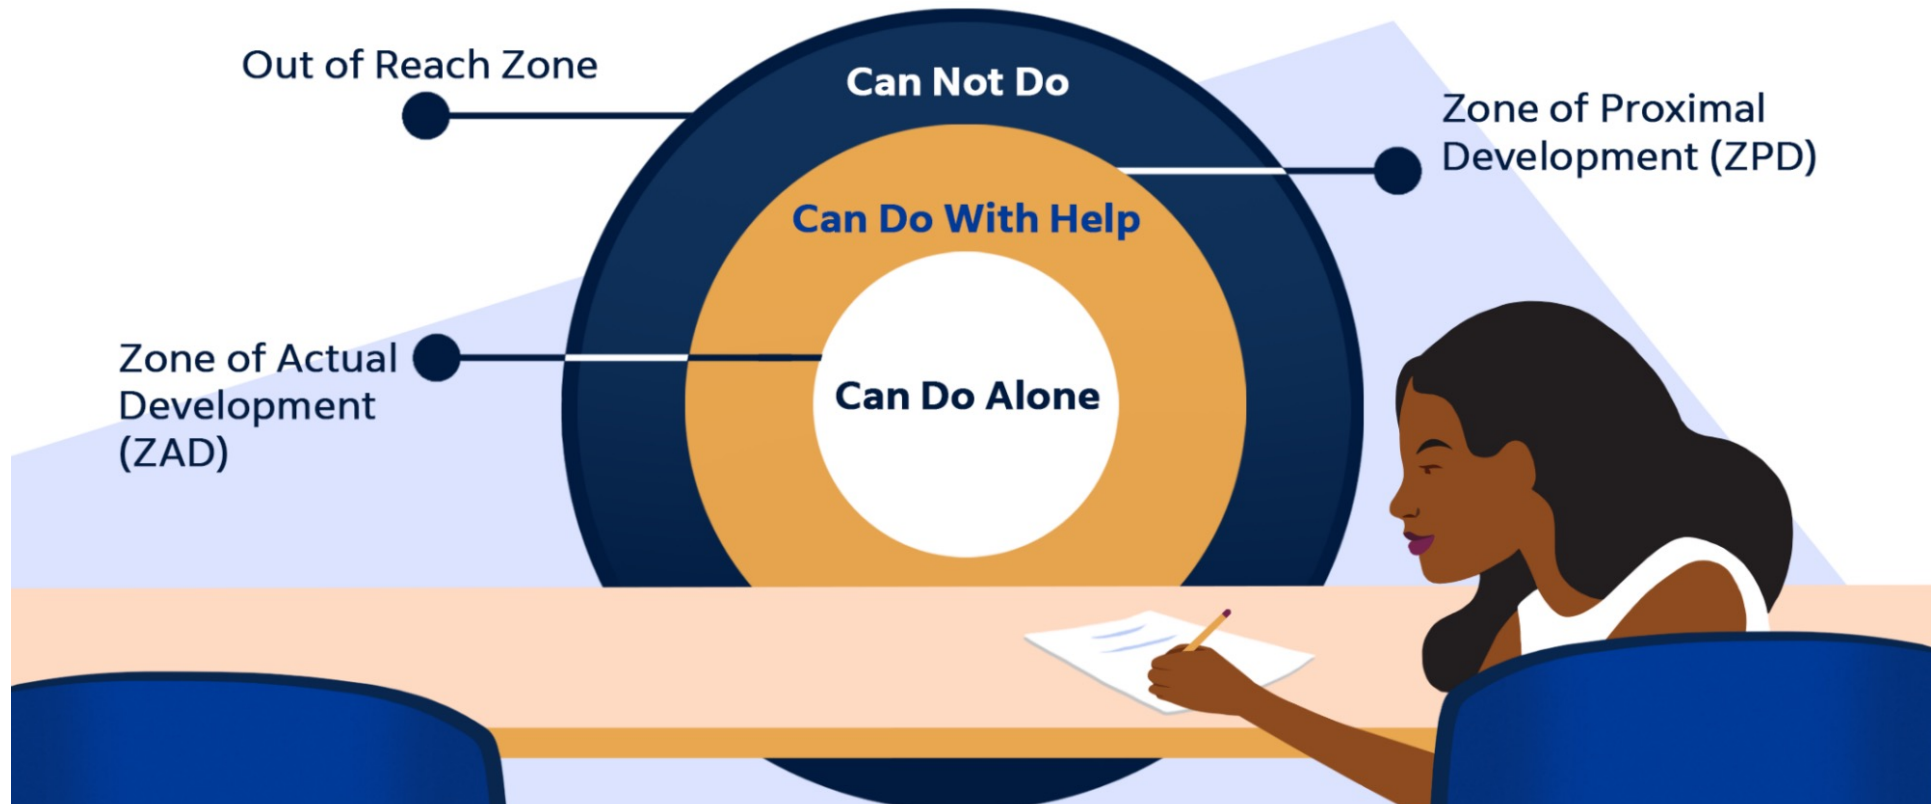 Out of Reach Zone
Can Not Do
Zone of Proximal
Development (ZPD)
Can Do With Help
Zone of Actual
Development
(ZAD)
Can Do Alone